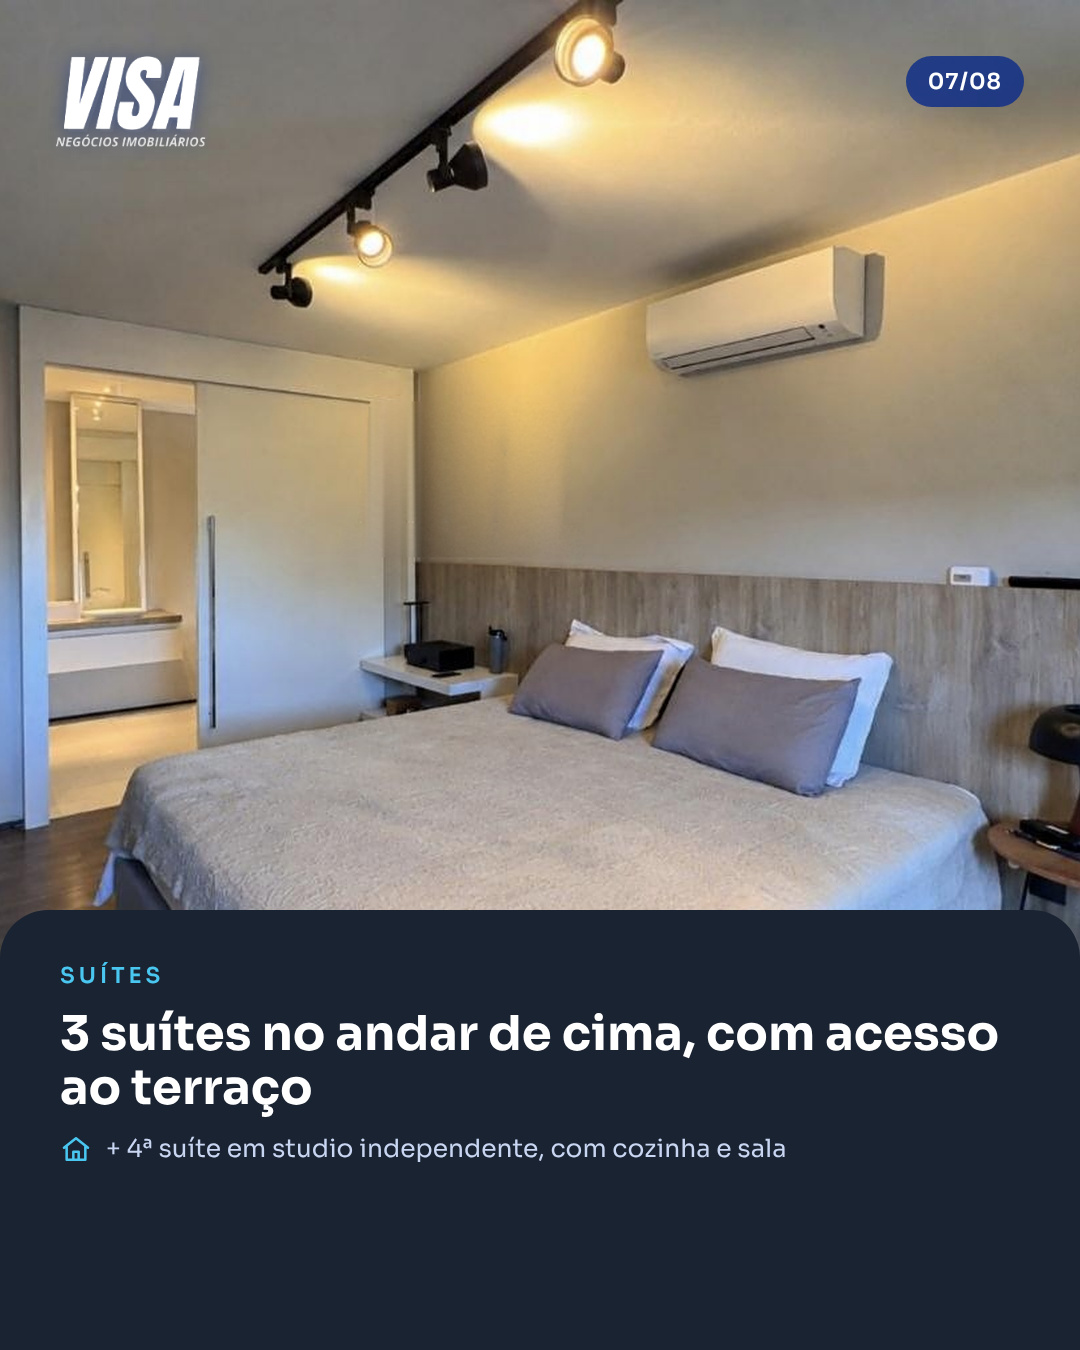 VISA
NEGÓCIOS IMOBILIÁRIOS
07/08
SUÍTES
3 suítes no andar de cima, com acesso
ao terraço
+ 4ª suíte em studio independente, com cozinha e sala